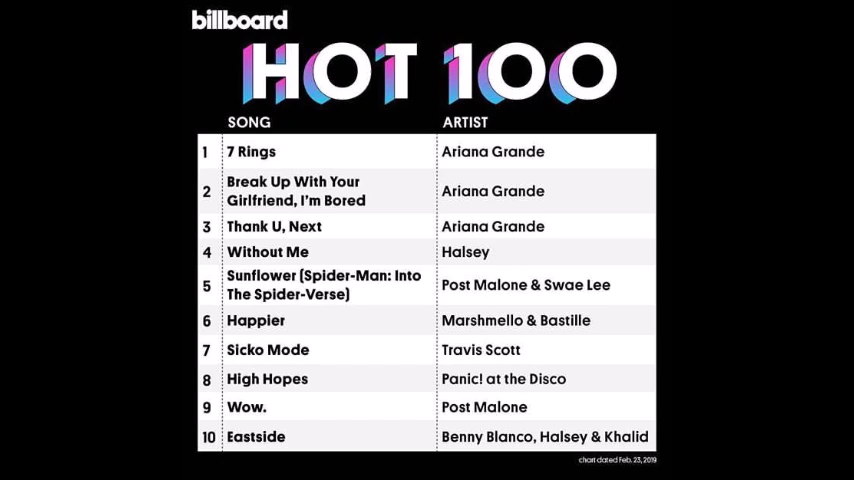 billboard
HOT 100
SONG ARTIST
1 7 Rings Ariana Grande
2 Break Up With Your
Girlfriend, I'm Bored Ariana Grande
3 Thank U, Next Ariana Grande
4 Without Me Halsey
5 Sunflower (Spider-Man: Into
The Spider-Verse) Post Malone & Swae Lee
6 Happier Marshmello & Bastille
7 Sicko Mode Travis Scott
8 High Hopes Panic! at the Disco
9 Wow. Post Malone
10 Eastside Benny Blanco, Halsey & Khalid
chart dated Feb. 23, 2019